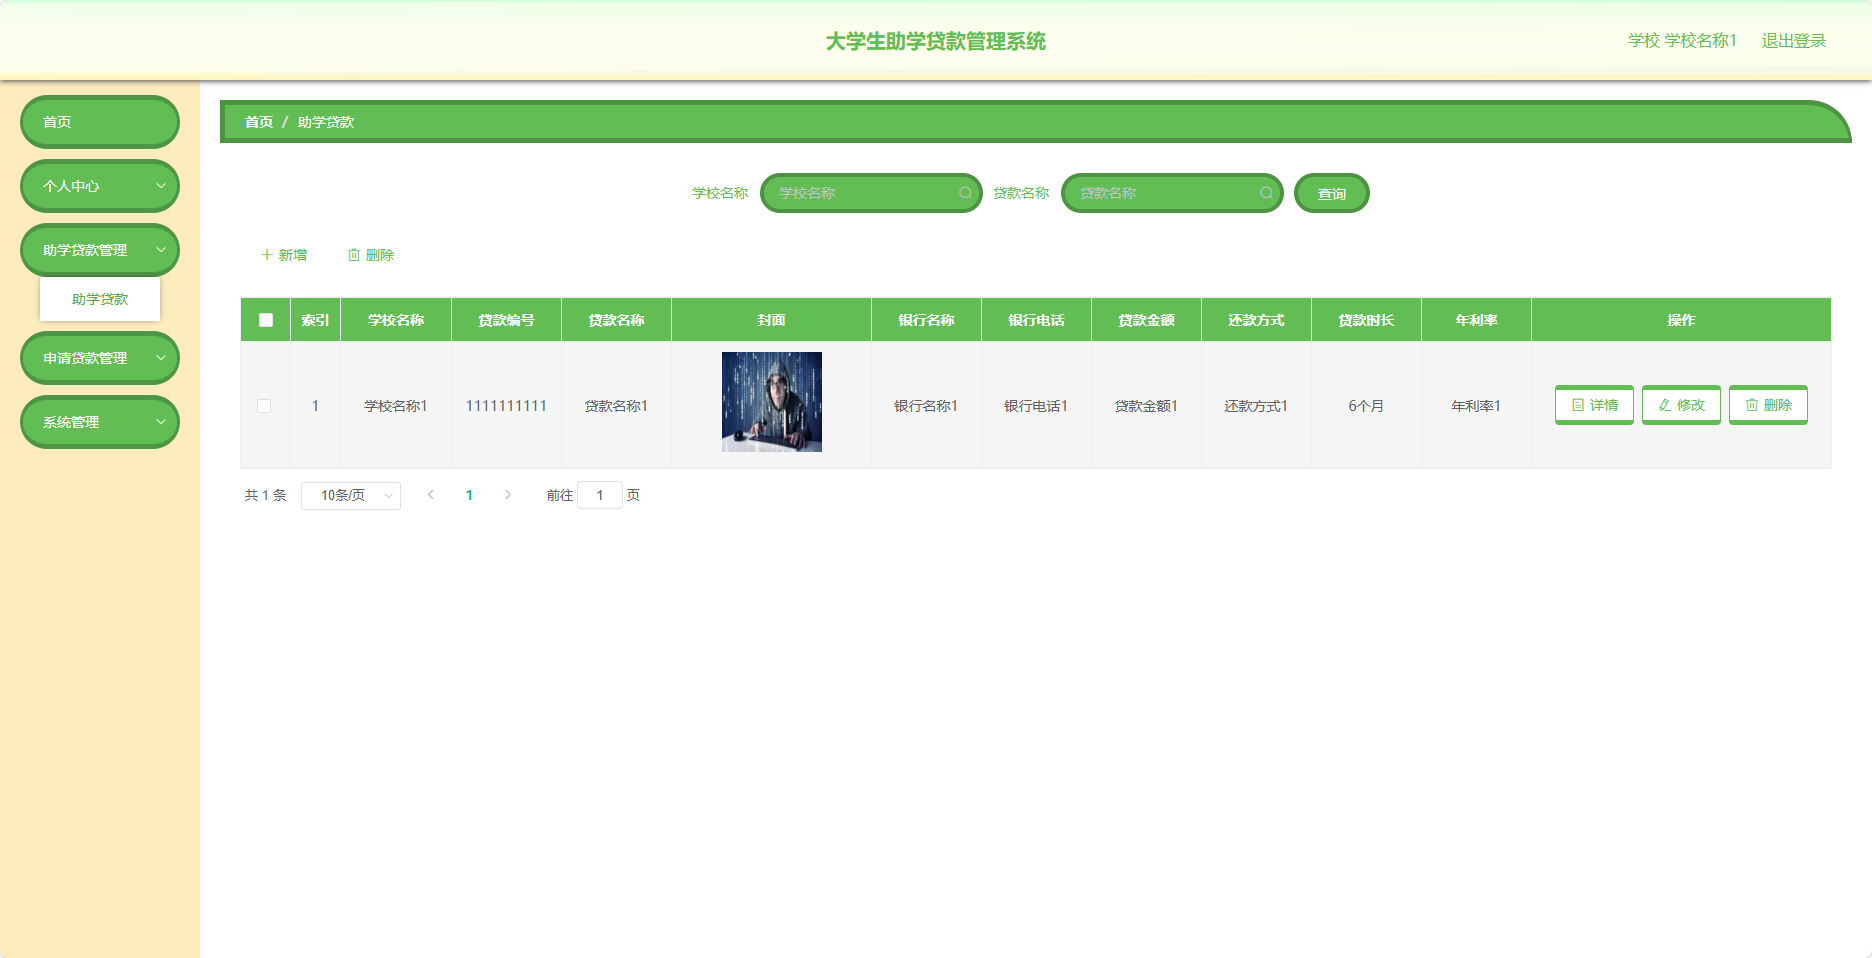 大学生助学贷款管理系统
学校 学校名称1 退出登录
首页
个人中心
助学贷款管理
助学贷款
申请贷款管理
系统管理
首页 / 助学贷款
学校名称 学校名称 贷款名称 贷款名称 查询
新增 删除
索引 学校名称 贷款编号 贷款名称 封面 银行名称 银行电话 贷款金额 还款方式 贷款时长 年利率 操作
1 学校名称1 1111111111 贷款名称1 银行名称1 银行电话1 贷款金额1 还款方式1 6个月 年利率1 详情 修改 删除
共 1 条 10条/页 1 前往 1 页